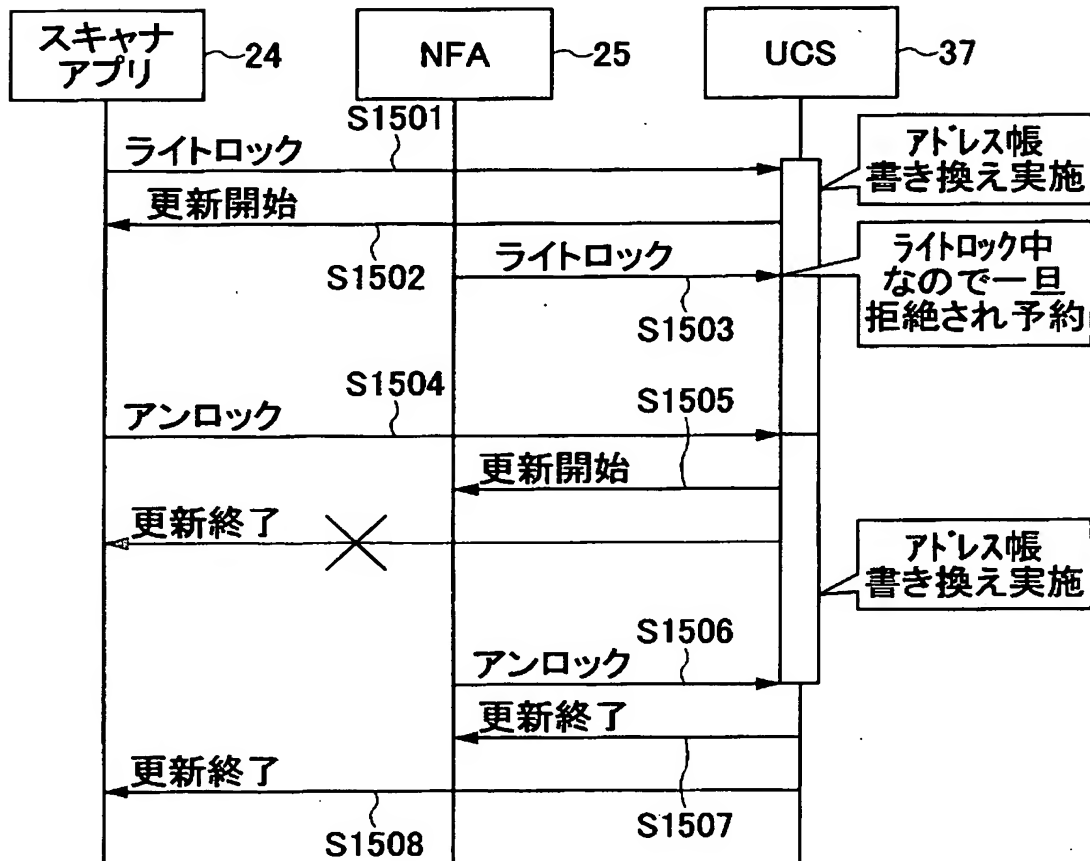 スキャナ
アプリ
24
NFA
25
UCS
37
S1501
ライトロック
アドレス帳
書き換え実施
更新開始
S1502
ライトロック
S1503
ライトロック中
なので一旦
拒絶され予約
S1504
アンロック
S1505
更新開始
更新終了
アドレス帳
書き換え実施
S1506
アンロック
更新終了
S1507
更新終了
S1508